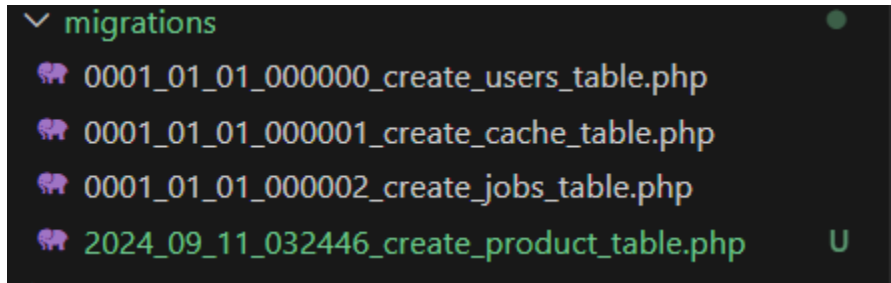 migrations
0001_01_01_000000_create_users_table.php
0001_01_01_000001_create_cache_table.php
0001_01_01_000002_create_jobs_table.php
2024_09_11_032446_create_product_table.php U